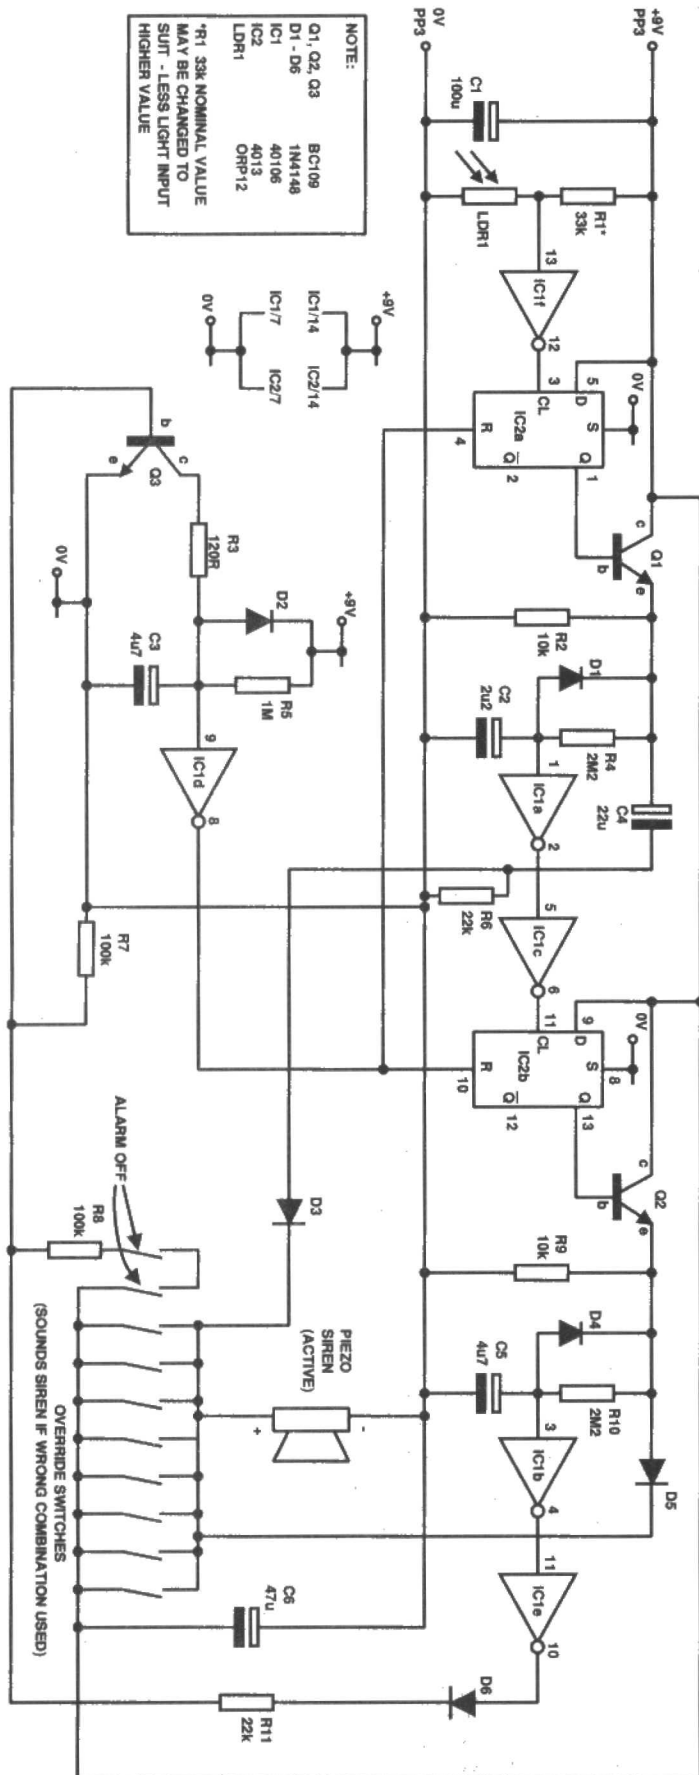 +9V
PP3
0V
PP3
C1
100u
R1*
33k
LDR1
13
IC1f
12
0V
5
D
S
3
CL
IC2a
R
Q
Q
4
2
1
c
Q1
b
e
R2
10k
D1
R4
2M2
C2
2u2
1
IC1a
2
C4
22u
R6
22k
5
IC1c
6
0V
9
D
S
8
11
CL
IC2b
R
Q
Q
10
12
13
c
Q2
b
e
R9
10k
D4
R10
2M2
C5
4u7
3
IC1b
4
D5
11
IC1e
10
D6
R11
22k
C6
47u
PIEZO
SIREN
(ACTIVE)
+
-
D3
ALARM OFF
R8
100k
OVERRIDE SWITCHES
(SOUNDS SIREN IF WRONG COMBINATION USED)
R7
100k
+9V
D2
R5
1M
R3
120R
C3
4u7
9
IC1d
8
b
c
e
Q3
0V
+9V
IC1/14
IC2/14
IC1/7
IC2/7
0V
NOTE:
Q1, Q2, Q3 BC109
D1 - D6 1N4148
IC1 40106
IC2 4013
LDR1 ORP12
*R1 33k NOMINAL VALUE
MAY BE CHANGED TO
SUIT - LESS LIGHT INPUT
HIGHER VALUE